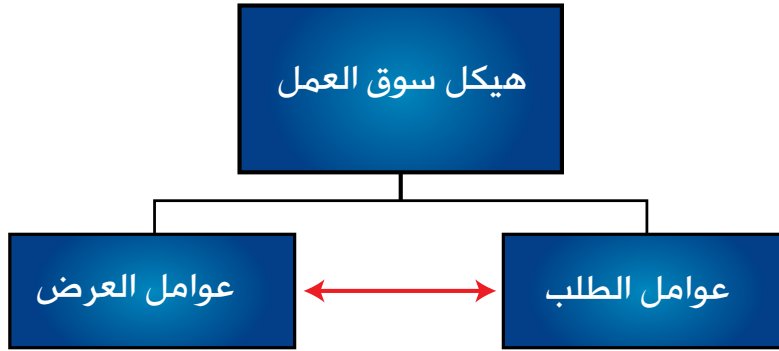 هيكل سوق العمل
عوامل الطلب
عوامل العرض